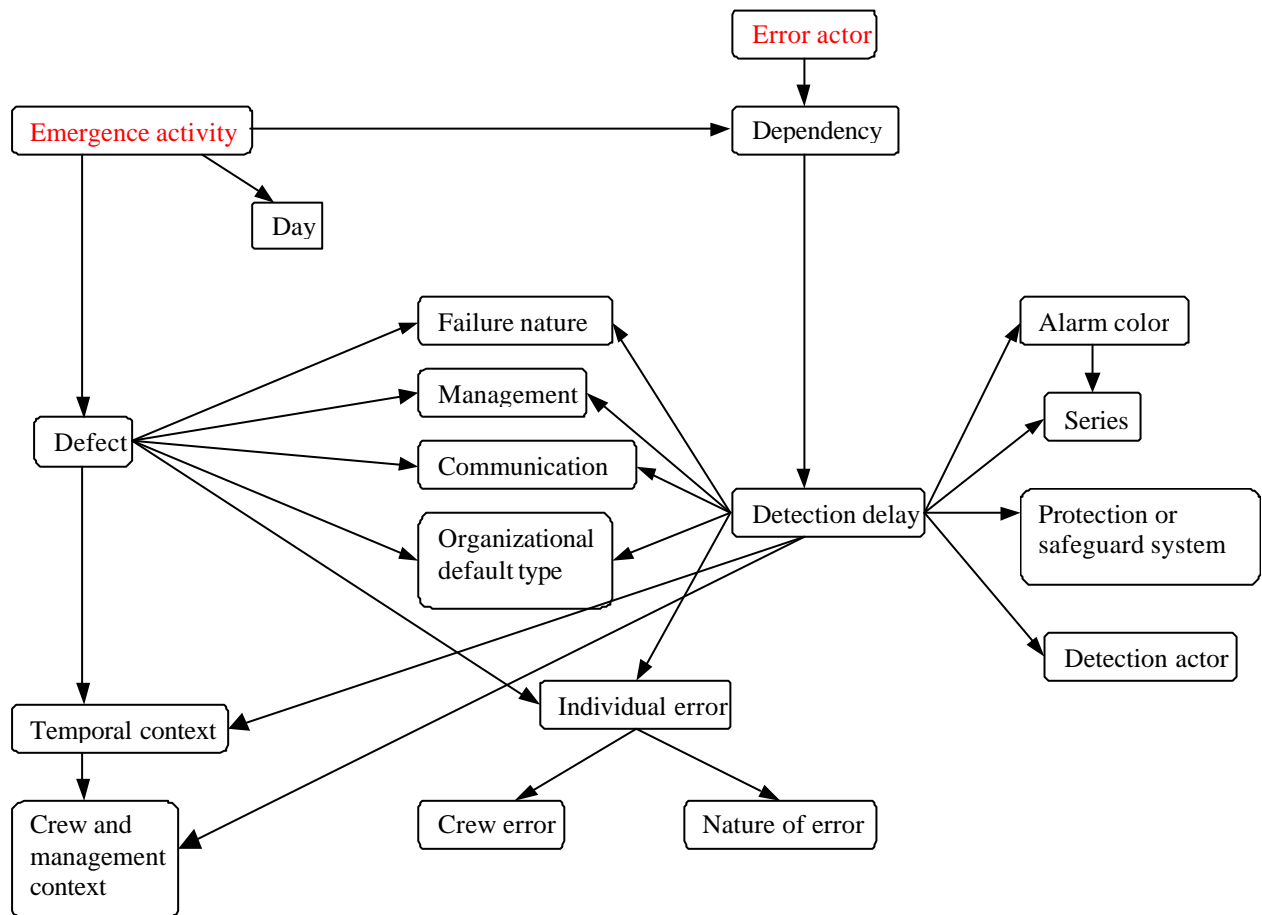 Error actor
Emergence activity
Dependency
Day
Failure nature
Alarm color
Management
Series
Defect
Communication
Detection delay
Protection or
safeguard system
Organizational
default type
Detection actor
Individual error
Temporal context
Crew and
management
context
Crew error
Nature of error